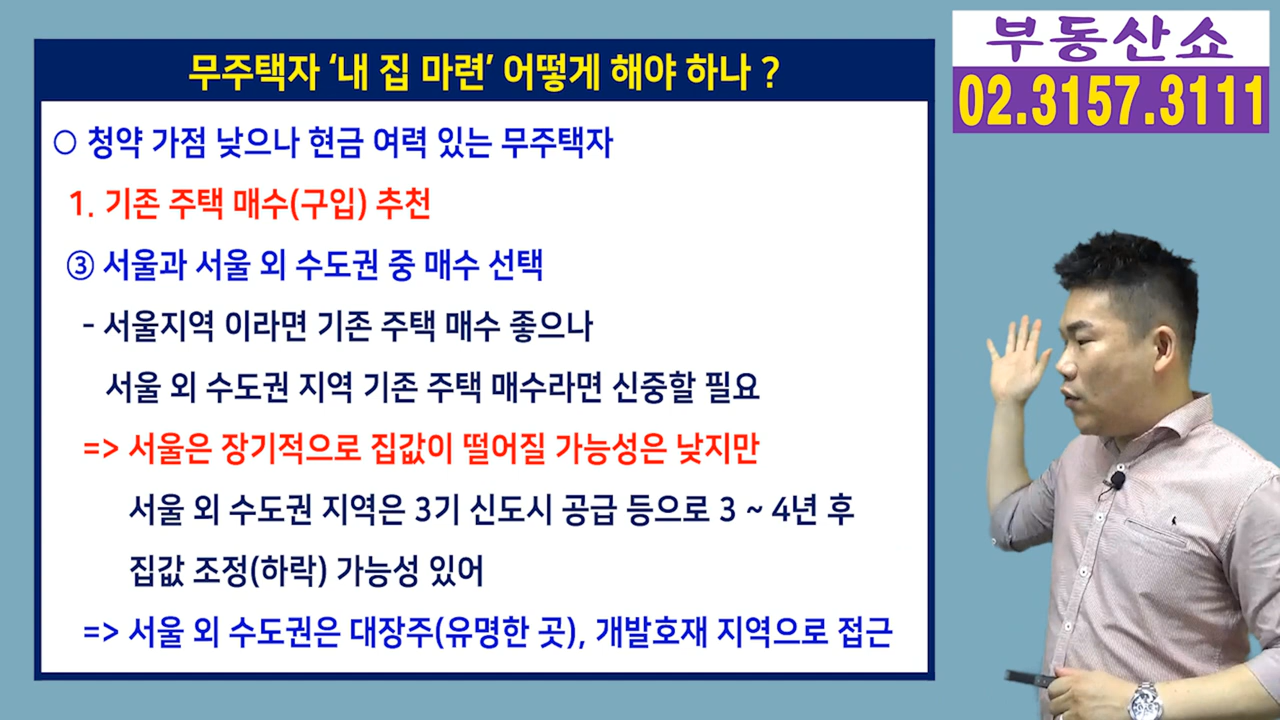 무주택자 ‘내 집 마련’ 어떻게 해야 하나 ?
○ 청약 가점 낮으나 현금 여력 있는 무주택자
1. 기존 주택 매수(구입) 추천
③ 서울과 서울 외 수도권 중 매수 선택
- 서울지역 이라면 기존 주택 매수 좋으나
서울 외 수도권 지역 기존 주택 매수라면 신중할 필요
=> 서울은 장기적으로 집값이 떨어질 가능성은 낮지만
서울 외 수도권 지역은 3기 신도시 공급 등으로 3 ~ 4년 후
집값 조정(하락) 가능성 있어
=> 서울 외 수도권은 대장주(유명한 곳), 개발호재 지역으로 접근
부동산쇼
02.3157.3111